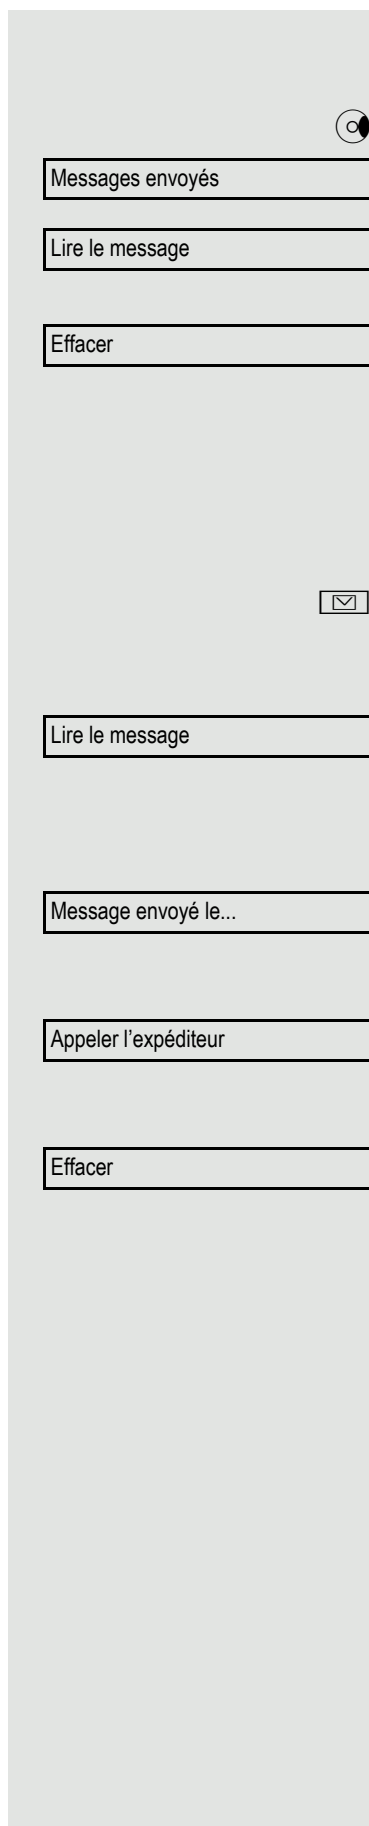 Messages envoyés
Lire le message
Effacer
Lire le message
Message envoyé le...
Appeler l’expéditeur
Effacer